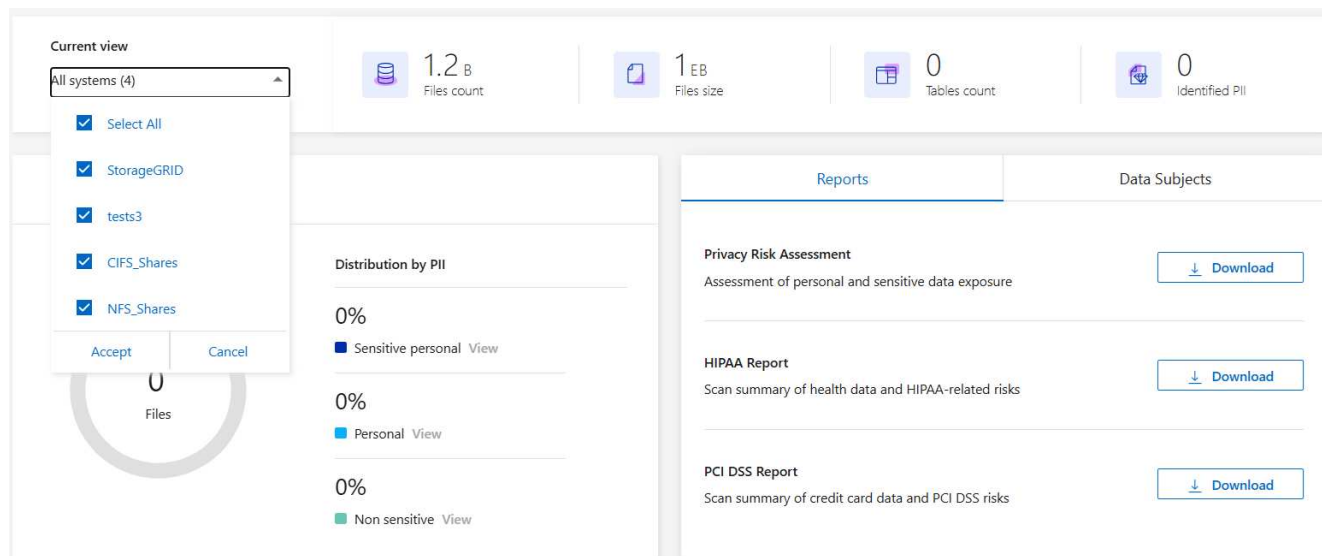 Current view
All systems (4)
Select All
StorageGRID
tests3
CIFS_Shares
NFS_Shares
Accept Cancel
1.2 B
Files count
1 EB
Files size
0
Tables count
0
Identified PII
0
Files
Distribution by PII
0%
Sensitive personal View
0%
Personal View
0%
Non sensitive View
Reports Data Subjects
Privacy Risk Assessment
Assessment of personal and sensitive data exposure
Download
HIPAA Report
Scan summary of health data and HIPAA-related risks
Download
PCI DSS Report
Scan summary of credit card data and PCI DSS risks
Download